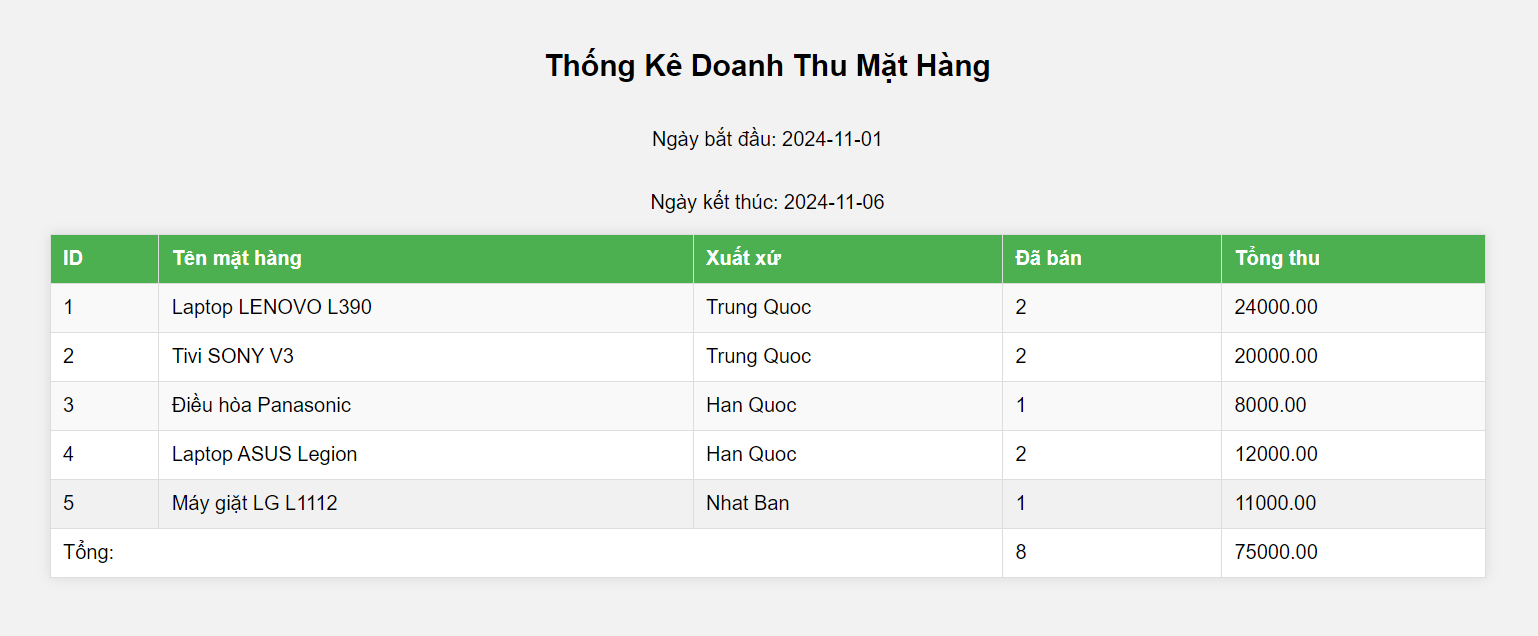 Thống Kê Doanh Thu Mặt Hàng
Ngày bắt đầu: 2024-11-01
Ngày kết thúc: 2024-11-06
ID Tên mặt hàng Xuất xứ Đã bán Tổng thu
1 Laptop LENOVO L390 Trung Quoc 2 24000.00
2 Tivi SONY V3 Trung Quoc 2 20000.00
3 Điều hòa Panasonic Han Quoc 1 8000.00
4 Laptop ASUS Legion Han Quoc 2 12000.00
5 Máy giặt LG L1112 Nhat Ban 1 11000.00
Tổng: 8 75000.00